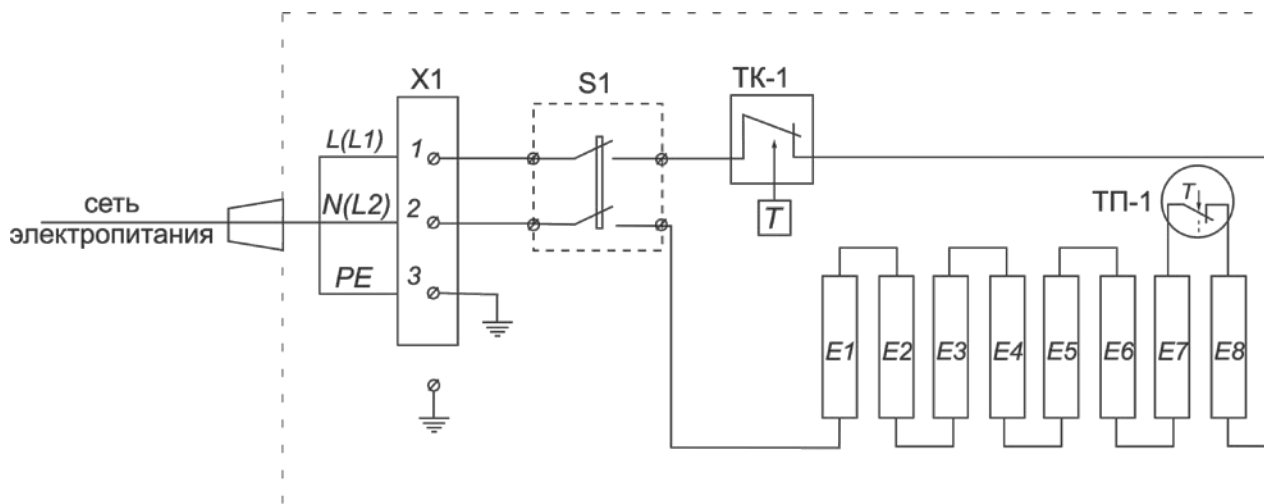 X1
S1
ТК-1
L(L1)
1
сеть
электропитания
N(L2)
2
PE
3
T
ТП-1
T
E1
E2
E3
E4
E5
E6
E7
E8